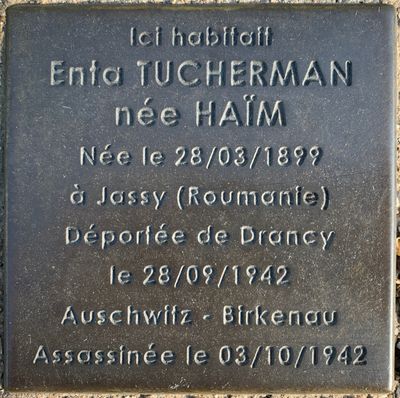 Ici habitait
Enta TUCHERMAN
née HAÏM
Née le 28/03/1899
à Jassy (Roumanie)
Déportée de Drancy
le 28/09/1942
Auschwitz - Birkenau
Assassinée le 03/10/1942